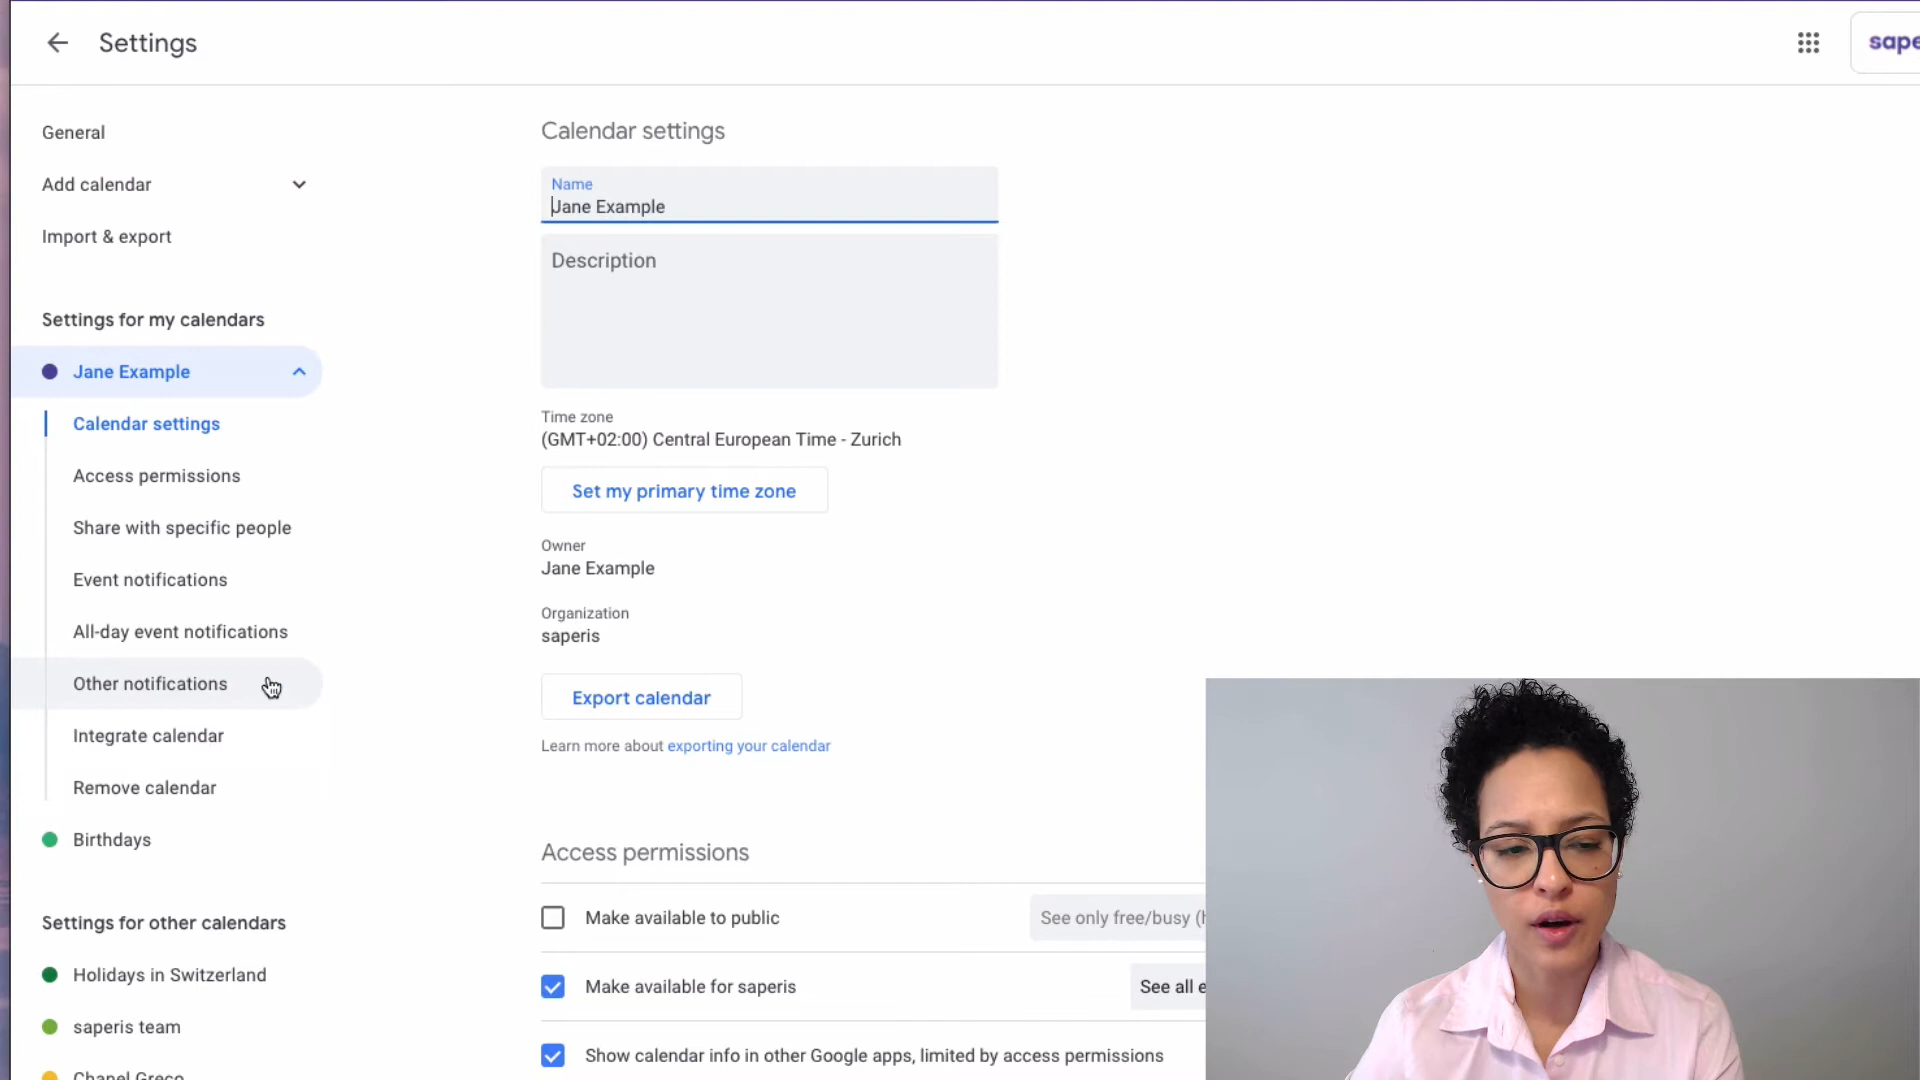 Settings
General
Add calendar
Import & export
Settings for my calendars
Jane Example
Calendar settings
Access permissions
Share with specific people
Event notifications
All-day event notifications
Other notifications
Integrate calendar
Remove calendar
Birthdays
Settings for other calendars
Holidays in Switzerland
saperis team
Chanel Greco
Calendar settings
Name
Jane Example
Description
Time zone
(GMT+02:00) Central European Time - Zurich
Set my primary time zone
Owner
Jane Example
Organization
saperis
Export calendar
Learn more about exporting your calendar
Access permissions
Make available to public
See only free/busy (h
Make available for saperis
See all e
Show calendar info in other Google apps, limited by access permissions
sape